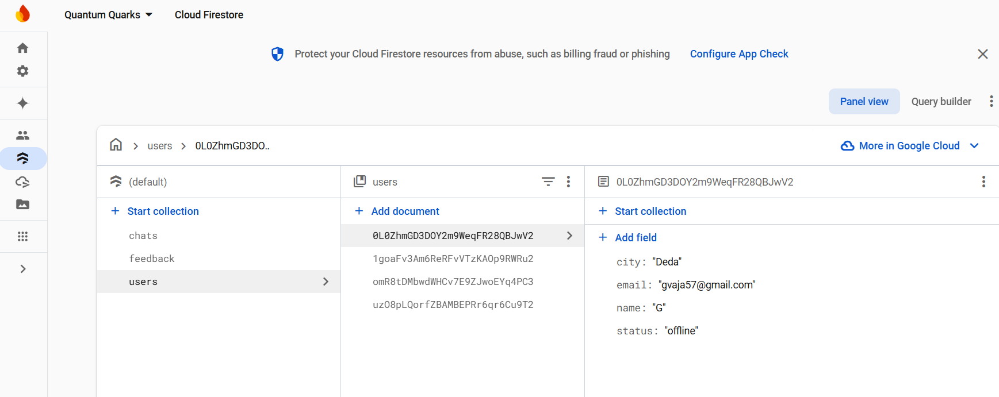 Quantum Quarks
Cloud Firestore
Protect your Cloud Firestore resources from abuse, such as billing fraud or phishing
Configure App Check
Panel view
Query builder
users
0L0ZhmGD3DO..
More in Google Cloud
(default)
Start collection
chats
feedback
users
users
Add document
0L0ZhmGD3DOY2m9WeqFR28QBJwV2
1goaFv3Am6ReRFvVTzKAOp9RWRu2
omR8tDMbwdWHCv7E9ZJwoEYq4PC3
uzO8pLQorfZBAMBEPRr6qr6Cu9T2
0L0ZhmGD3DOY2m9WeqFR28QBJwV2
Start collection
Add field
city: "Deda"
email: "gvaja57@gmail.com"
name: "G"
status: "offline"